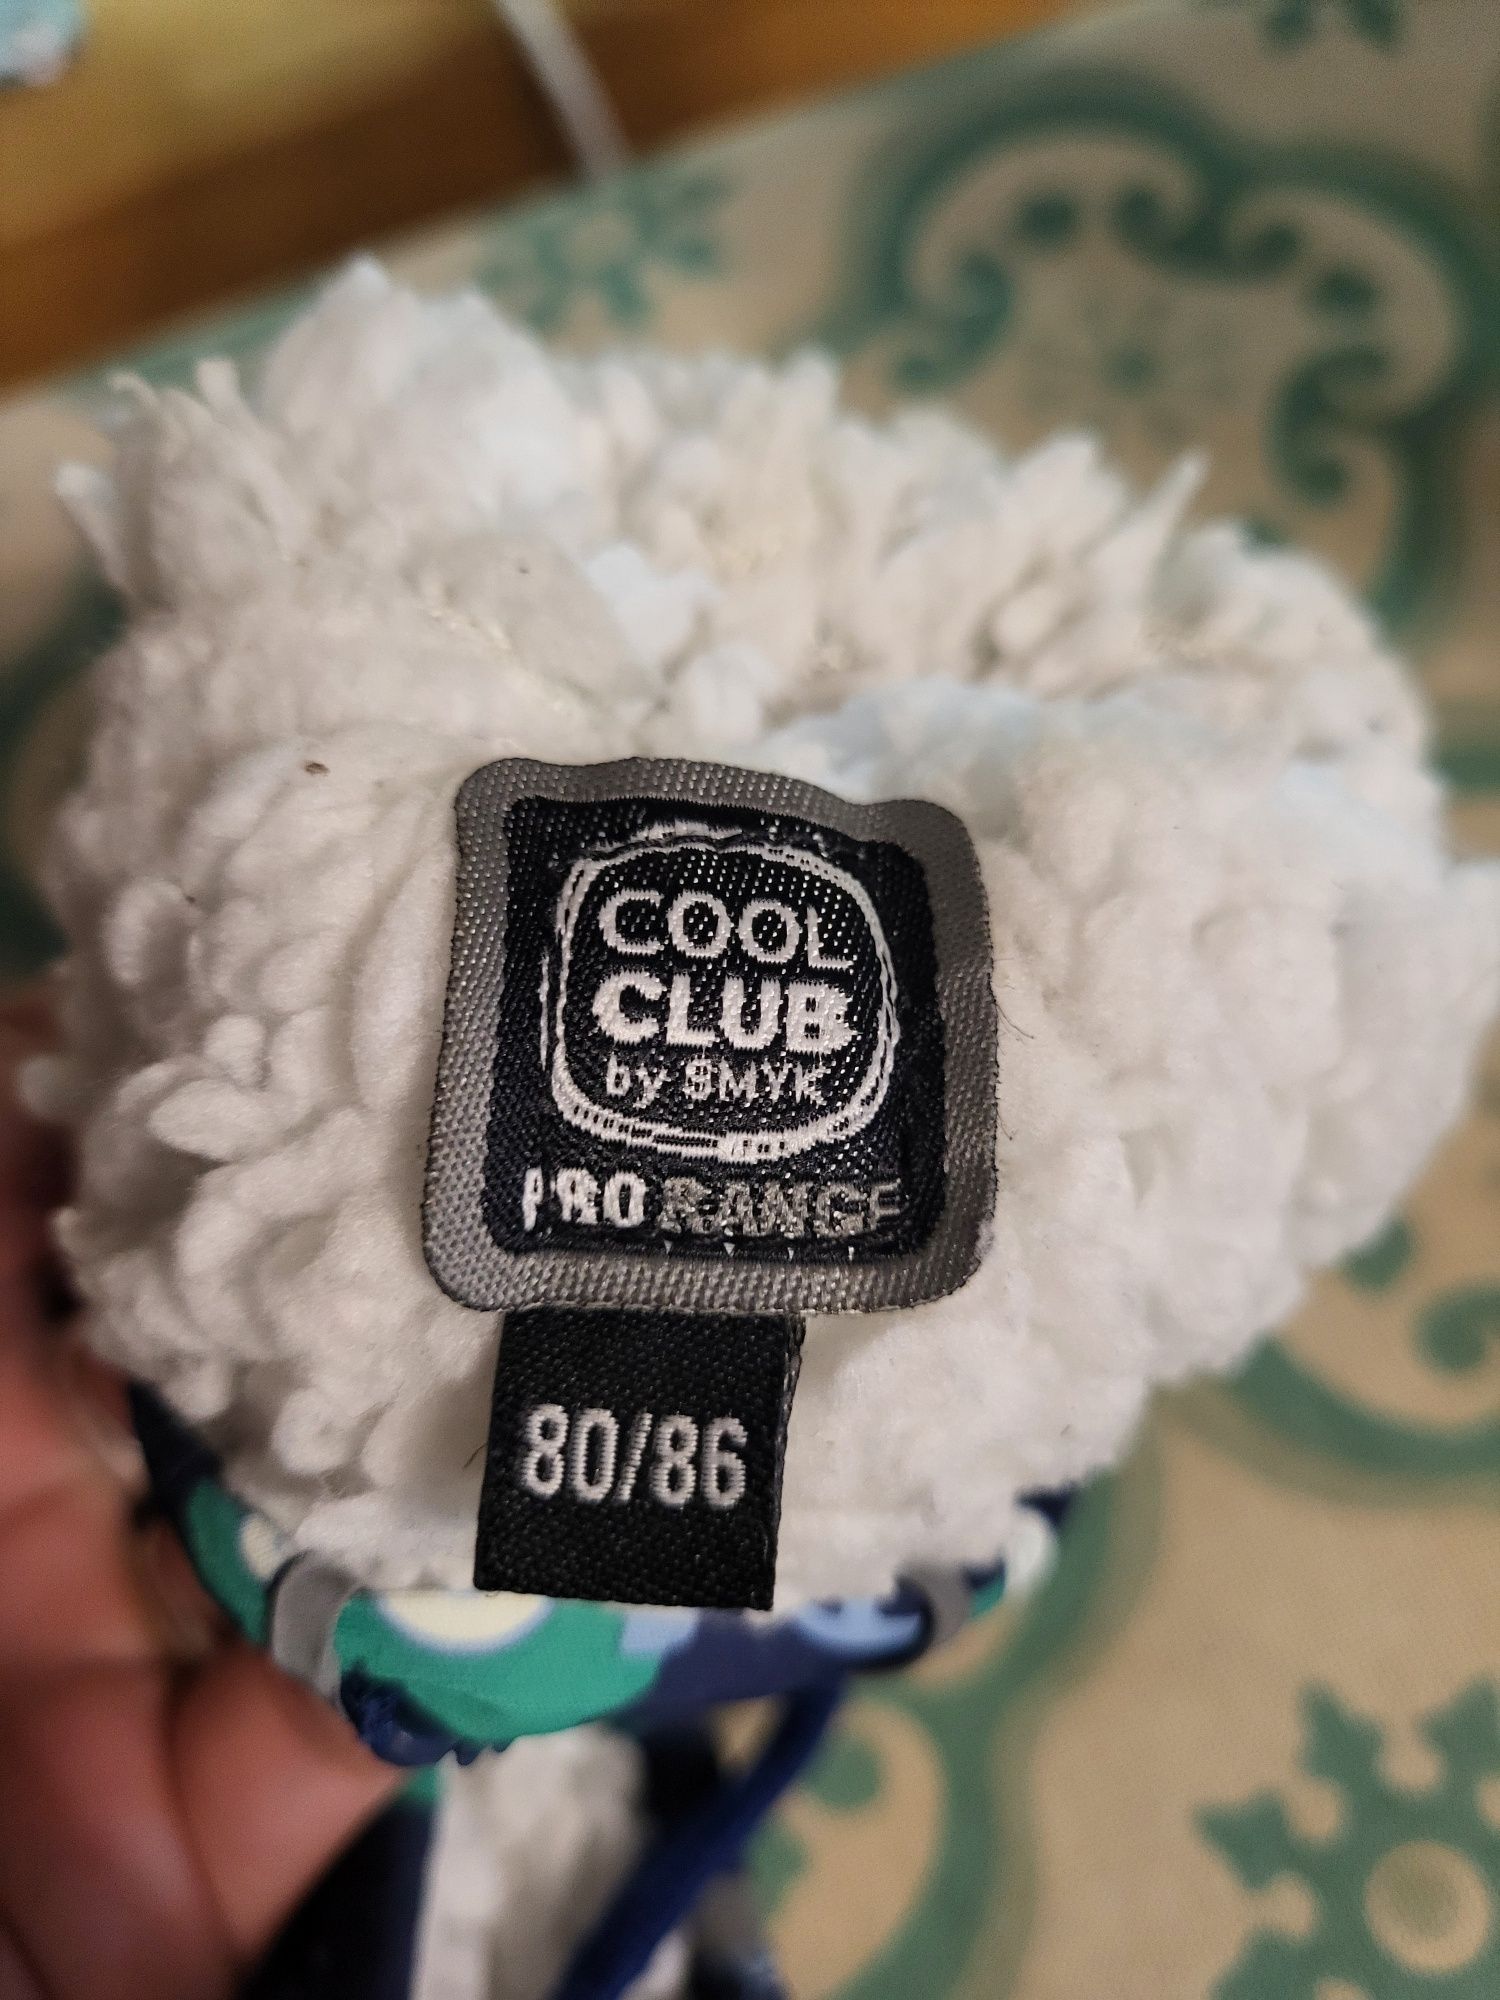 COOL
CLUB
by SMYK
PRO RANGE
80/86